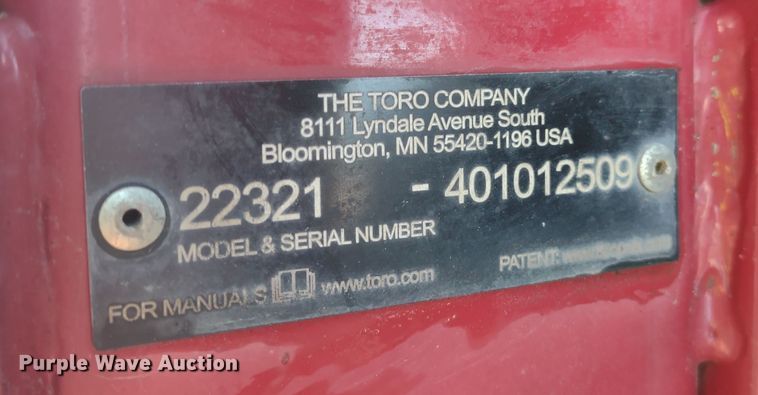 THE TORO COMPANY
8111 Lyndale Avenue South
Bloomington, MN 55420-1196 USA
22321 - 401012509
MODEL & SERIAL NUMBER
FOR MANUALS www.toro.com
PATENT:
Purple Wave Auction